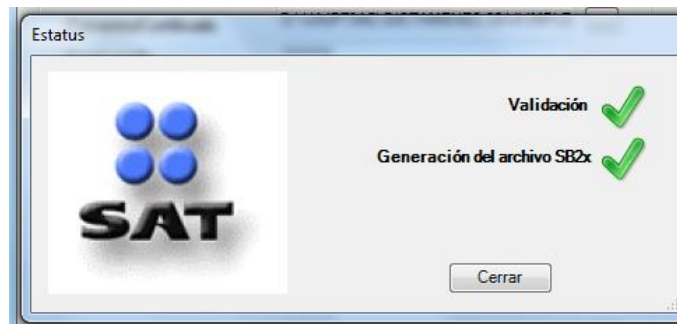 Estatus
Validación
Generación del archivo SB2x
SAT
Cerrar